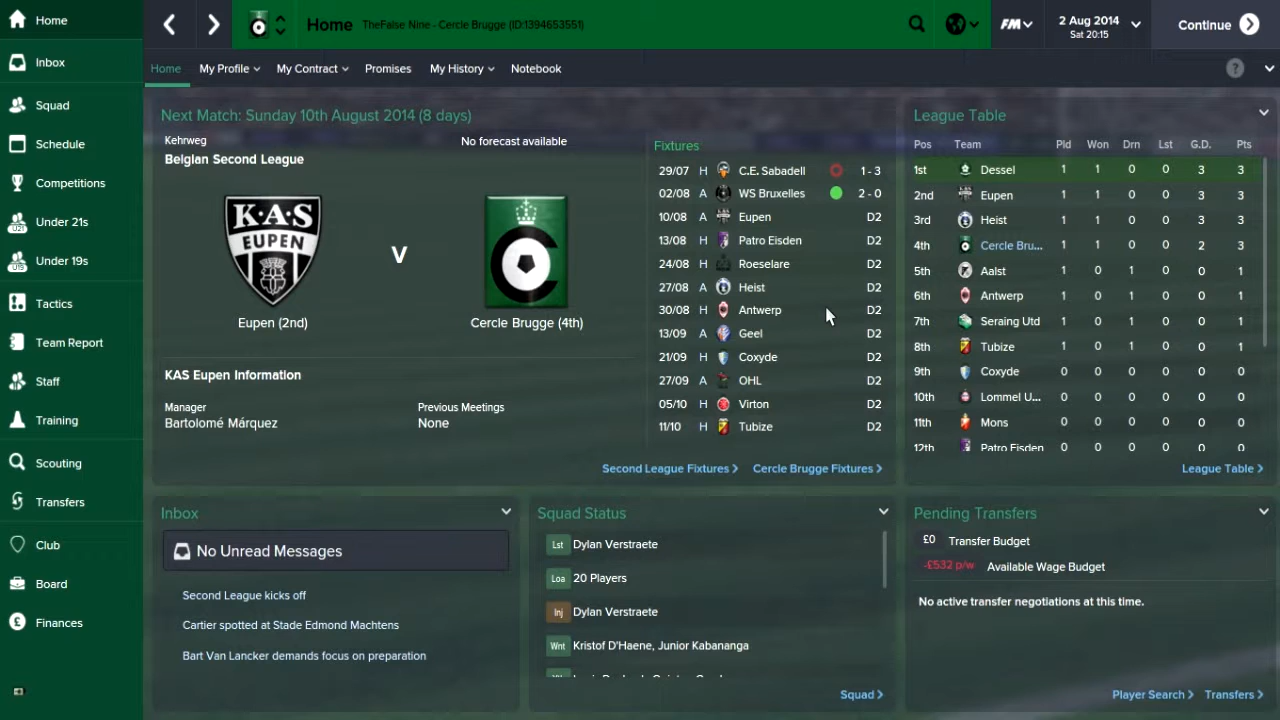 Home
Inbox
Squad
Schedule
Competitions
U21
Under 21s
U19
Under 19s
Tactics
Team Report
Staff
Training
Scouting
Transfers
Club
Board
Finances
Home TheFalse Nine - Cercle Brugge (ID:1394653551)
FM
2 Aug 2014
Sat 20:15
Continue
Home My Profile My Contract Promises My History Notebook ?
Next Match: Sunday 10th August 2014 (8 days)
Kehrweg
Belgian Second League
No forecast available
K·A·S
EUPEN
V
Eupen (2nd)
Cercle Brugge (4th)
KAS Eupen Information
Manager
Bartolomé Márquez
Previous Meetings
None
Fixtures
29/07 H C.E. Sabadell 1 - 3
02/08 A WS Bruxelles 2 - 0
10/08 A Eupen D2
13/08 H Patro Eisden D2
24/08 H Roeselare D2
27/08 A Heist D2
30/08 H Antwerp D2
13/09 A Geel D2
21/09 H Coxyde D2
27/09 A OHL D2
05/10 H Virton D2
11/10 H Tubize D2
Second League Fixtures > Cercle Brugge Fixtures >
League Table
Pos Team Pld Won Drn Lst G.D. Pts
1st Dessel 1 1 0 0 3 3
2nd Eupen 1 1 0 0 3 3
3rd Heist 1 1 0 0 3 3
4th Cercle Bru... 1 1 0 0 2 3
5th Aalst 1 0 1 0 0 1
6th Antwerp 1 0 1 0 0 1
7th Seraing Utd 1 0 1 0 0 1
8th Tubize 1 0 1 0 0 1
9th Coxyde 0 0 0 0 0 0
10th Lommel U... 0 0 0 0 0 0
11th Mons 0 0 0 0 0 0
12th Patro Eisden 0 0 0 0 0 0
League Table >
Inbox
No Unread Messages
Second League kicks off
Cartier spotted at Stade Edmond Machtens
Bart Van Lancker demands focus on preparation
Squad Status
Lst Dylan Verstraete
Loa 20 Players
Inj Dylan Verstraete
Wnt Kristof D'Haene, Junior Kabananga
Squad >
Pending Transfers
£0 Transfer Budget
-£532 p/w Available Wage Budget
No active transfer negotiations at this time.
Player Search > Transfers >